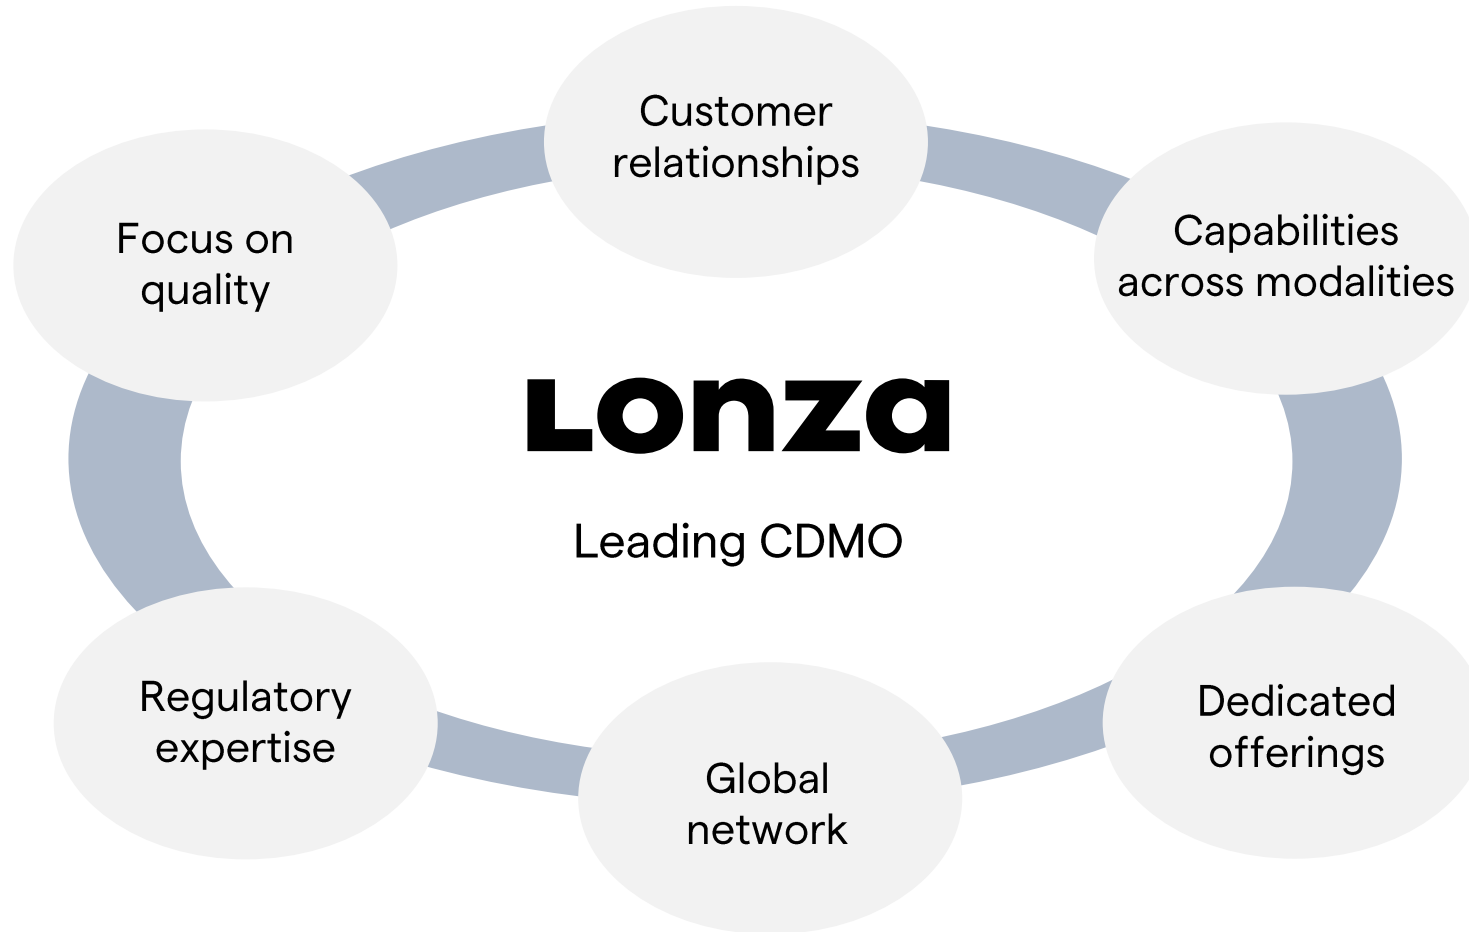 Customer
relationships
Capabilities
across modalities
Focus on
quality
Lonza
Leading CDMO
Regulatory
expertise
Dedicated
offerings
Global
network